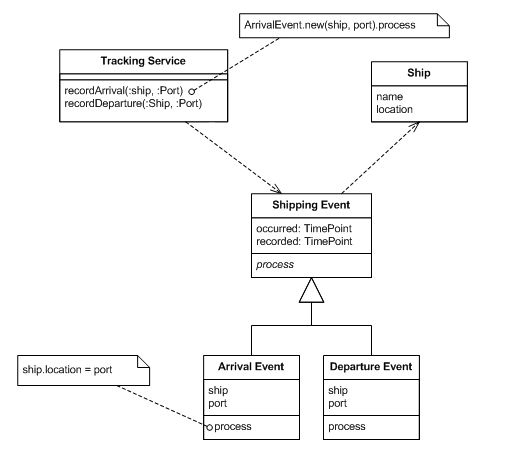 ArrivalEvent.new(ship, port).process
Tracking Service
recordArrival(:ship, :Port)
recordDeparture(:Ship, :Port)
Ship
name
location
Shipping Event
occurred: TimePoint
recorded: TimePoint
process
Arrival Event
ship
port
process
Departure Event
ship
port
process
ship.location = port